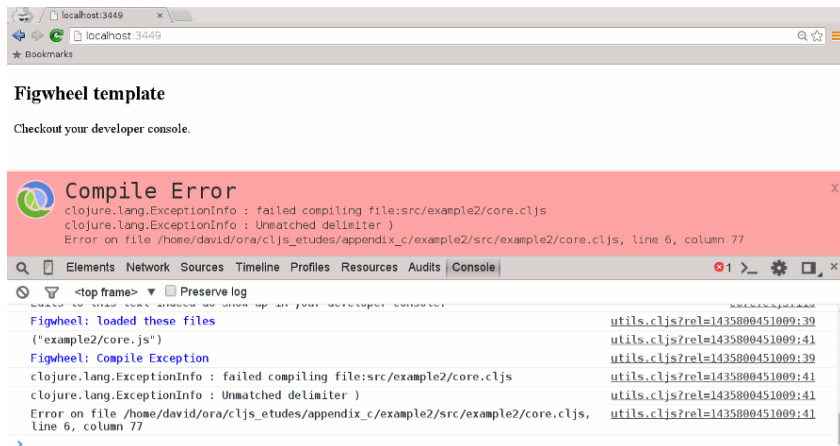 localhost:3449 ×
localhost:3449
Bookmarks
Figwheel template
Checkout your developer console.
Compile Error X
clojure.lang.ExceptionInfo : failed compiling file:src/example2/core.cljs
clojure.lang.ExceptionInfo : Unmatched delimiter )
Error on file /home/david/ora/cljs_etudes/appendix_c/example2/src/example2/core.cljs, line 6, column 77
Elements Network Sources Timeline Profiles Resources Audits Console 1 ×
<top frame> ▼ Preserve log
Figwheel: loaded these files utils.cljs?rel=1435800451009:39
("example2/core.js") utils.cljs?rel=1435800451009:41
Figwheel: Compile Exception utils.cljs?rel=1435800451009:39
clojure.lang.ExceptionInfo : failed compiling file:src/example2/core.cljs utils.cljs?rel=1435800451009:41
clojure.lang.ExceptionInfo : Unmatched delimiter ) utils.cljs?rel=1435800451009:41
Error on file /home/david/ora/cljs_etudes/appendix_c/example2/src/example2/core.cljs, utils.cljs?rel=1435800451009:41
line 6, column 77